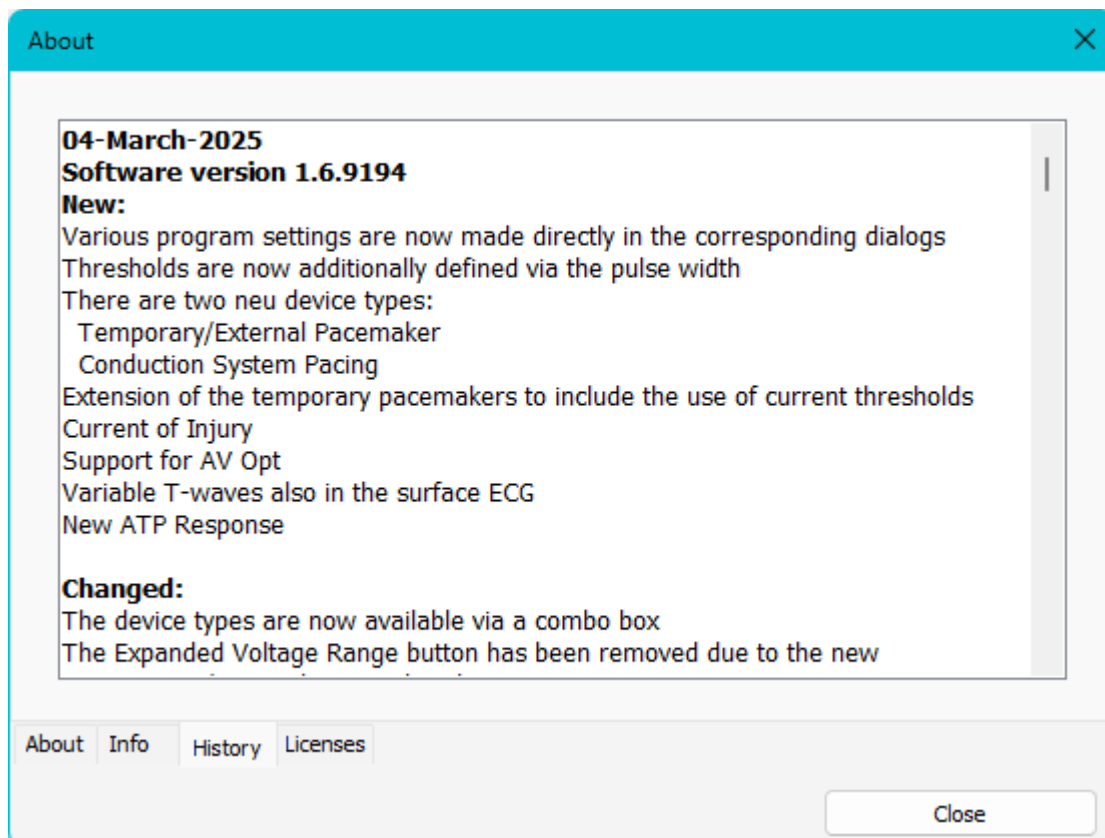 About
04-March-2025
Software version 1.6.9194
New:
Various program settings are now made directly in the corresponding dialogs
Thresholds are now additionally defined via the pulse width
There are two neu device types:
Temporary/External Pacemaker
Conduction System Pacing
Extension of the temporary pacemakers to include the use of current thresholds
Current of Injury
Support for AV Opt
Variable T-waves also in the surface ECG
New ATP Response
Changed:
The device types are now available via a combo box
The Expanded Voltage Range button has been removed due to the new
About Info History Licenses
Close